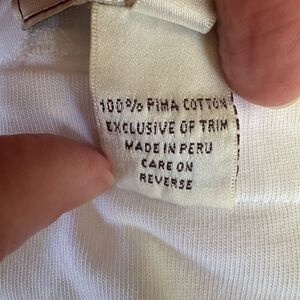 100% PIMA COTTON
EXCLUSIVE OF TRIM
MADE IN PERU
CARE ON
REVERSE